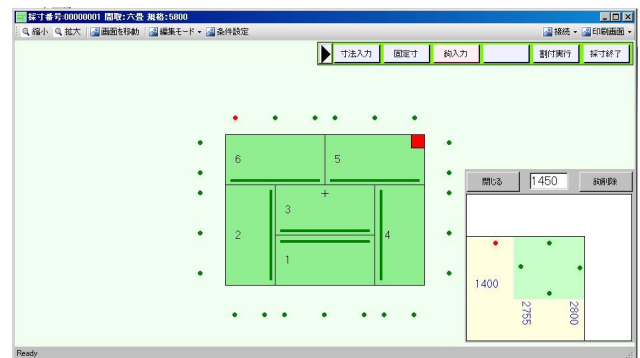 採寸番号:00000001 間取:六畳 規格:5800
縮小 拡大 画面を移動 編集モード 条件設定 接続 印刷画面
寸法入力 固定寸 鉤入力 割付実行 採寸終了
6 5
3
2 4
1
閉じる 1450 鉤削除
1400
2755 2800
Ready